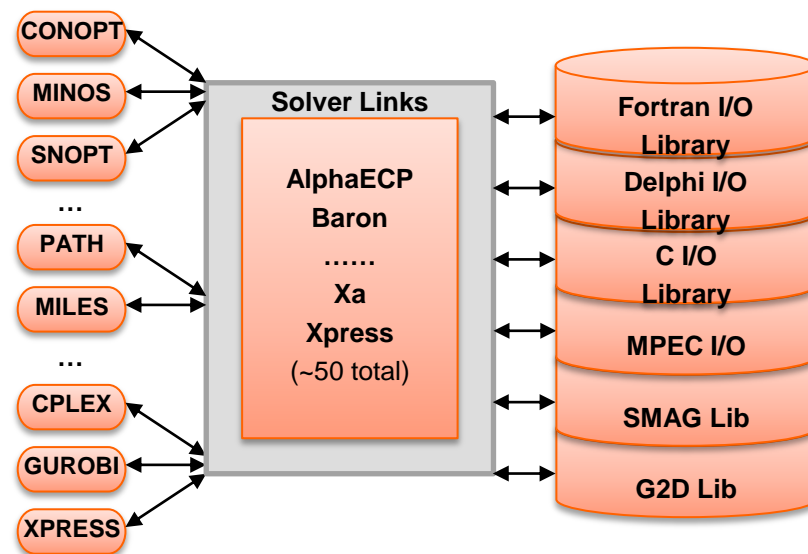 CONOPT
MINOS
SNOPT
...
PATH
MILES
...
CPLEX
GUROBI
XPRESS
Solver Links
AlphaECP
Baron
......
Xa
Xpress
(~50 total)
Fortran I/O
Library
Delphi I/O
Library
C I/O
Library
MPEC I/O
SMAG Lib
G2D Lib